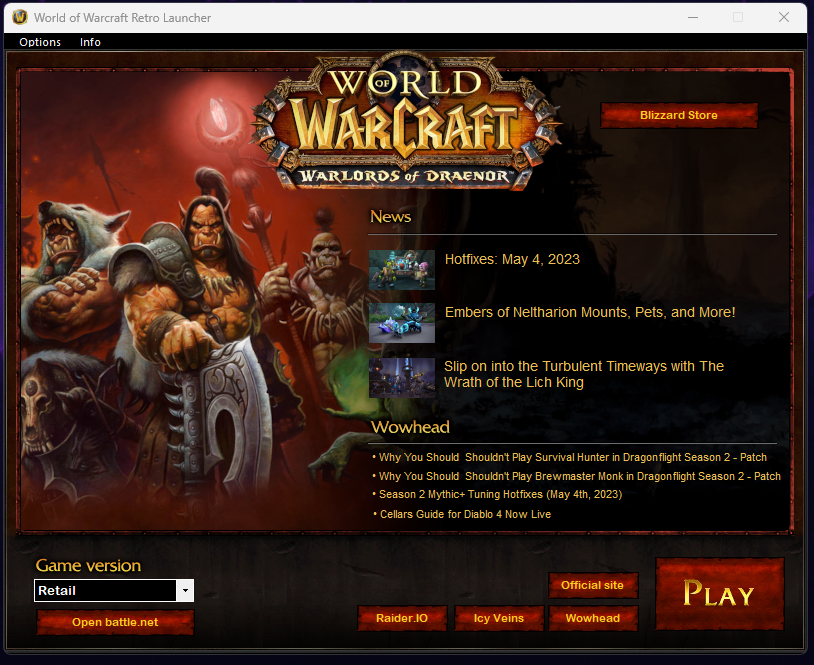 World of Warcraft Retro Launcher
Options Info
WORLD
OF
WARCRAFT
WARLORDS OF DRAENOR
Blizzard Store
News
Hotfixes: May 4, 2023
Embers of Neltharion Mounts, Pets, and More!
Slip on into the Turbulent Timeways with The
Wrath of the Lich King
Wowhead
• Why You Should  Shouldn't Play Survival Hunter in Dragonflight Season 2 - Patch
• Why You Should  Shouldn't Play Brewmaster Monk in Dragonflight Season 2 - Patch
• Season 2 Mythic+ Tuning Hotfixes (May 4th, 2023)
• Cellars Guide for Diablo 4 Now Live
Game version
Retail
Open battle.net
Official site
Raider.IO
Icy Veins
Wowhead
PLAY